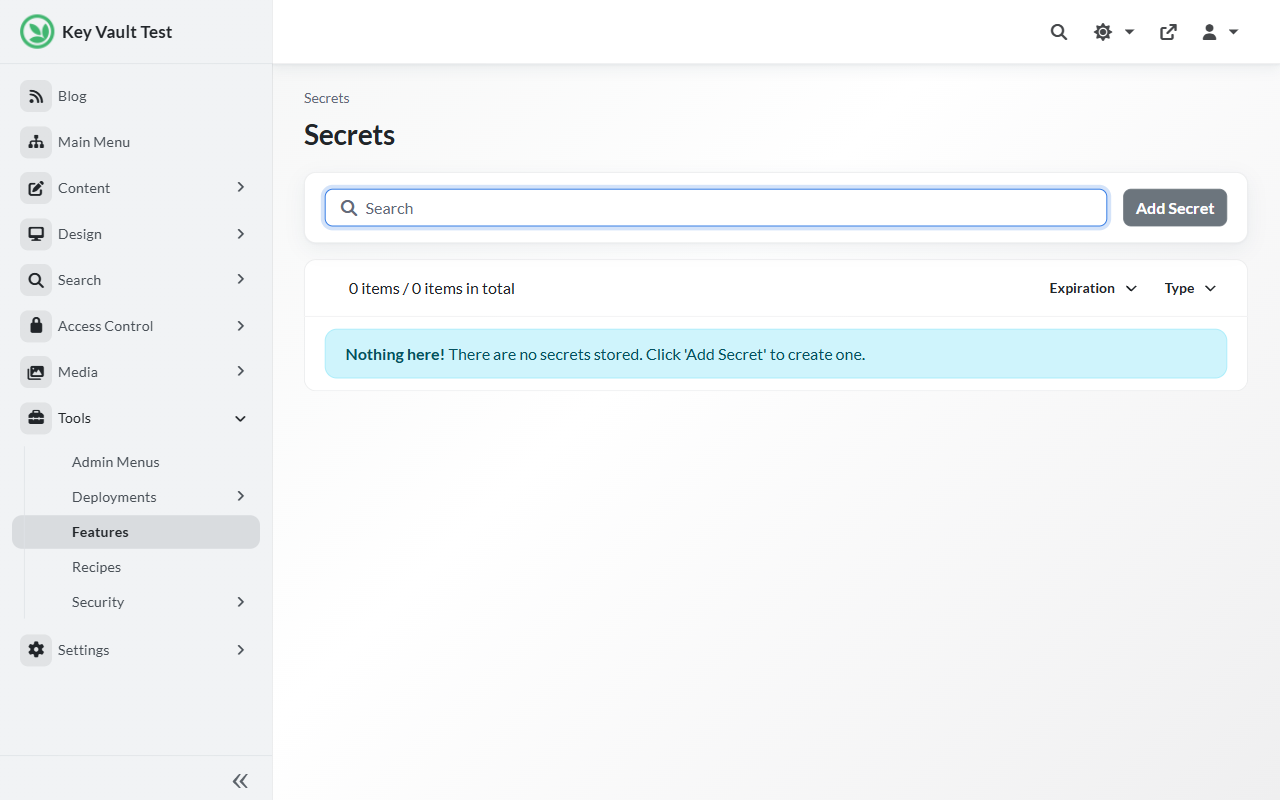 Key Vault Test
Blog
Main Menu
Content
Design
Search
Access Control
Media
Tools
Admin Menus
Deployments
Features
Recipes
Security
Settings
Secrets
Secrets
Search
Add Secret
0 items / 0 items in total
Expiration
Type
Nothing here! There are no secrets stored. Click 'Add Secret' to create one.